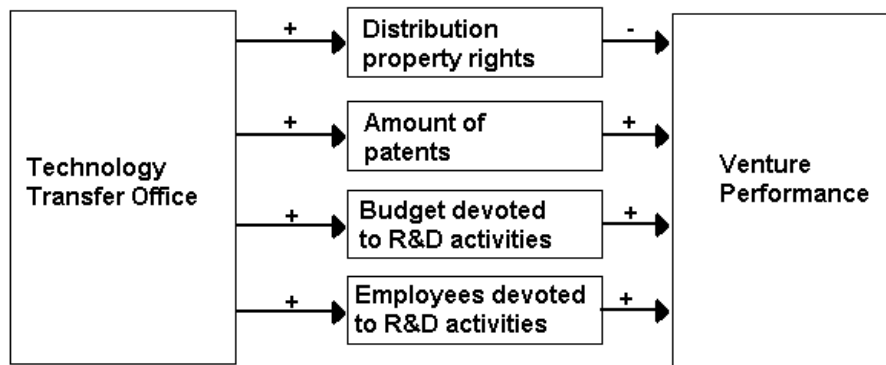 +
Distribution
property rights
-
+
Amount of
patents
+
Technology
Transfer Office
Venture
Performance
+
Budget devoted
to R&D activities
+
+
Employees devoted
to R&D activities
+